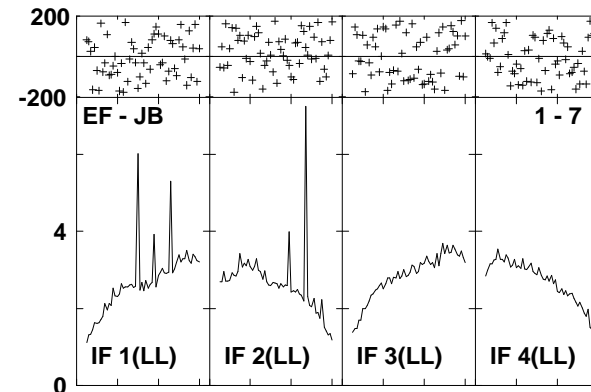 200
-200
EF - JB
1 - 7
4
IF 1(LL)
IF 2(LL)
IF 3(LL)
IF 4(LL)
0